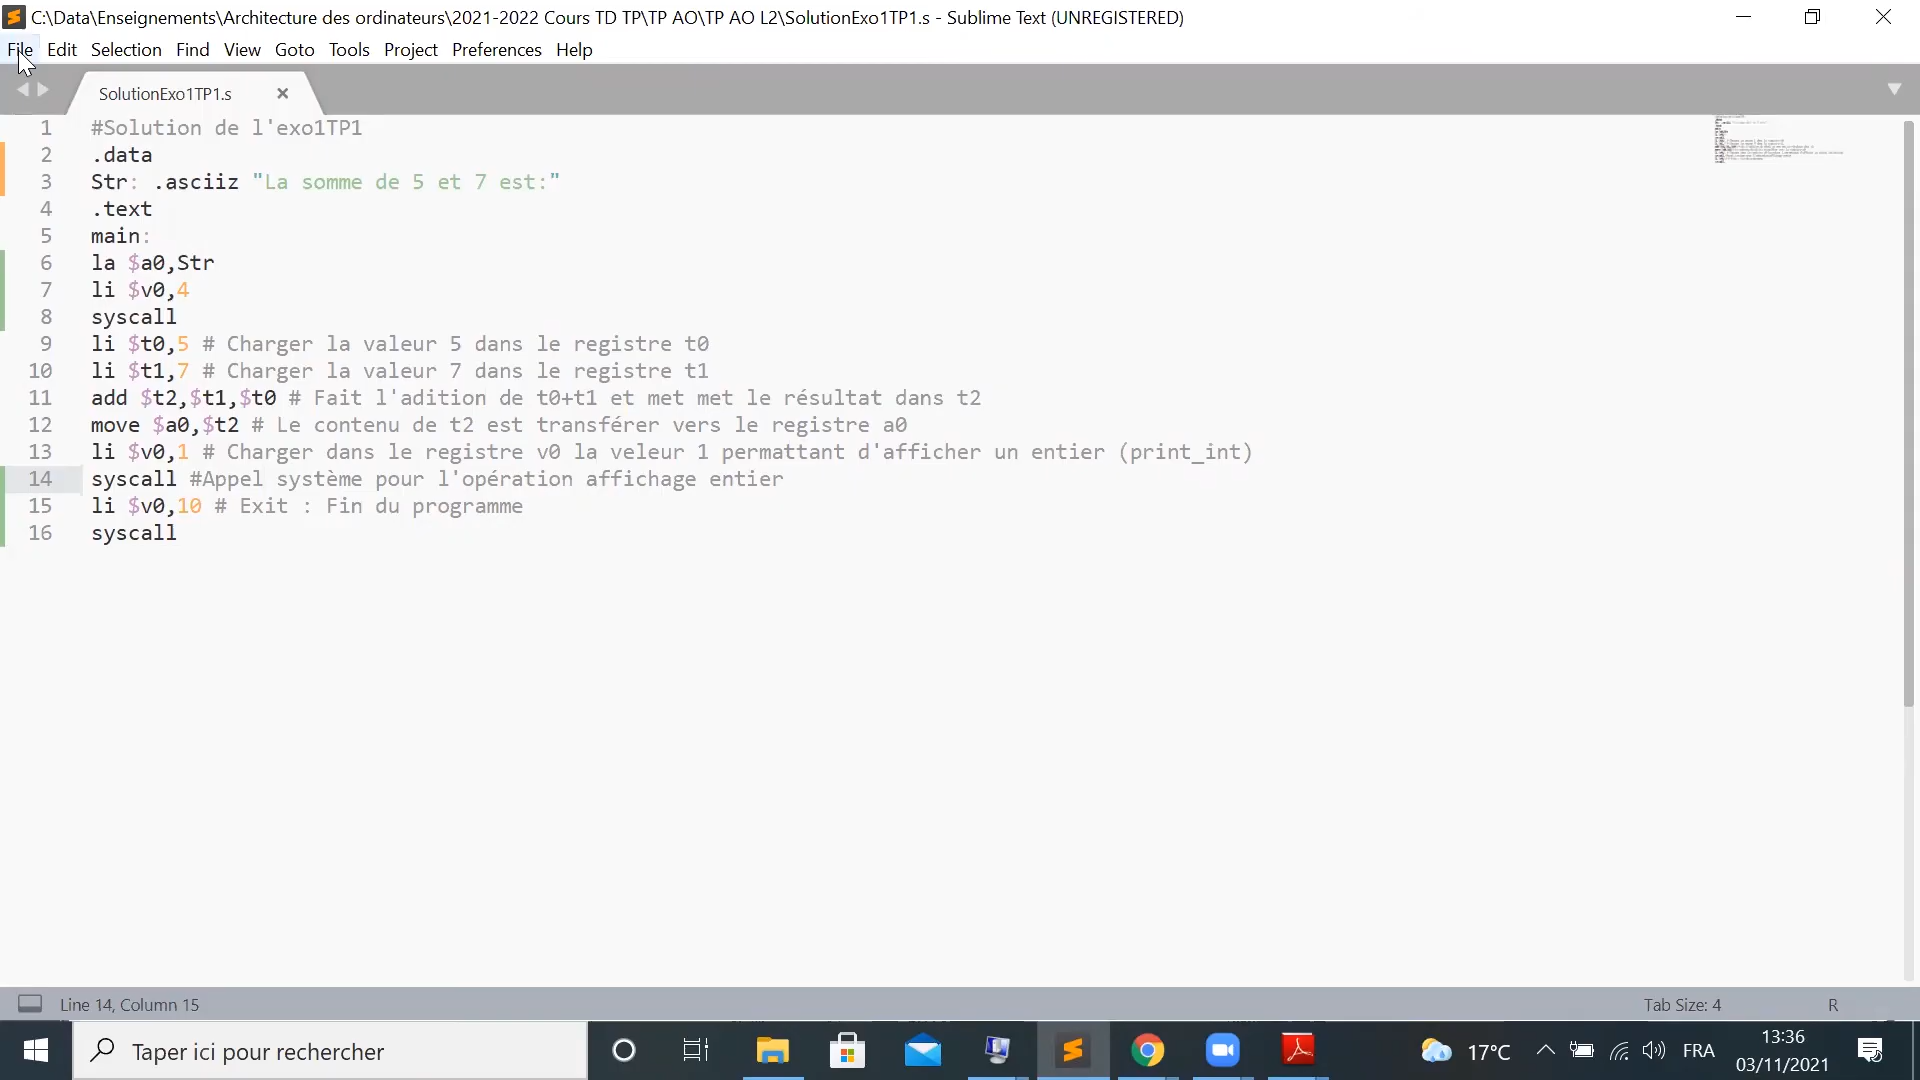 C:\Data\Enseignements\Architecture des ordinateurs\2021-2022 Cours TD TP\TP AO\TP AO L2\SolutionExo1TP1.s - Sublime Text (UNREGISTERED)
File Edit Selection Find View Goto Tools Project Preferences Help
SolutionExo1TP1.s
1 #Solution de l'exo1TP1
2 .data
3 Str: .asciiz "La somme de 5 et 7 est:"
4 .text
5 main:
6 la $a0,Str
7 li $v0,4
8 syscall
9 li $t0,5 # Charger la valeur 5 dans le registre t0
10 li $t1,7 # Charger la valeur 7 dans le registre t1
11 add $t2,$t1,$t0 # Fait l'adition de t0+t1 et met met le résultat dans t2
12 move $a0,$t2 # Le contenu de t2 est transférer vers le registre a0
13 li $v0,1 # Charger dans le registre v0 la veleur 1 permattant d'afficher un entier (print_int)
14 syscall #Appel système pour l'opération affichage entier
15 li $v0,10 # Exit : Fin du programme
16 syscall
Line 14, Column 15 Tab Size: 4 R
Taper ici pour rechercher 17°C FRA 13:36
03/11/2021